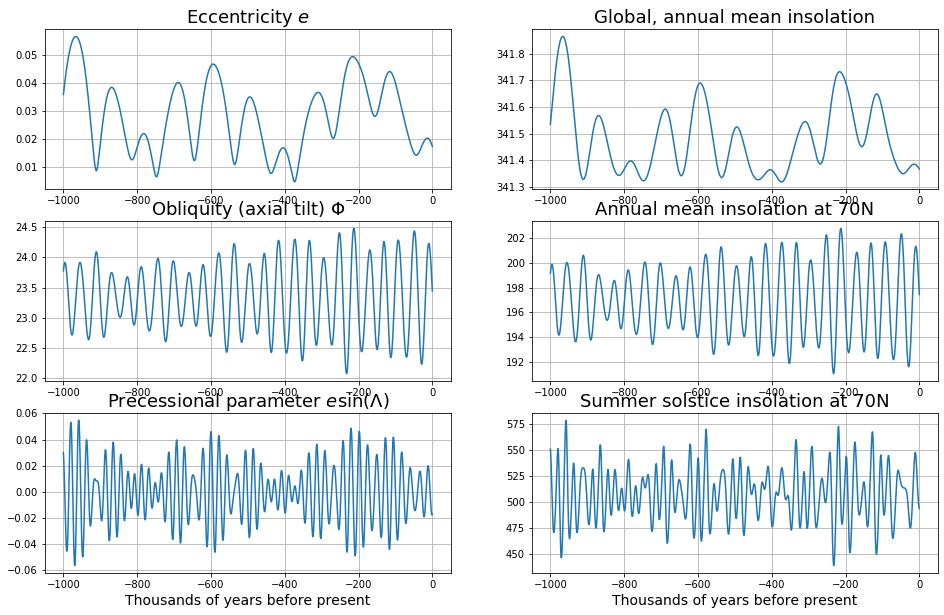 Eccentricity e
0.05
0.04
0.03
0.02
0.01
−1000 −800 −600 −400 −200 0
Global, annual mean insolation
341.8
341.7
341.6
341.5
341.4
341.3
−1000 −800 −600 −400 −200 0
Obliquity (axial tilt) Φ
24.5
24.0
23.5
23.0
22.5
22.0
−1000 −800 −600 −400 −200 0
Annual mean insolation at 70N
202
200
198
196
194
192
−1000 −800 −600 −400 −200 0
Precessional parameter esin(Λ)
0.06
0.04
0.02
0.00
−0.02
−0.04
−0.06
−1000 −800 −600 −400 −200 0
Thousands of years before present
Summer solstice insolation at 70N
575
550
525
500
475
450
−1000 −800 −600 −400 −200 0
Thousands of years before present